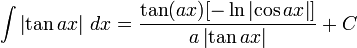 ∫ |tan ax| dx = tan(ax)[− ln |cos ax|] / a |tan ax| + C